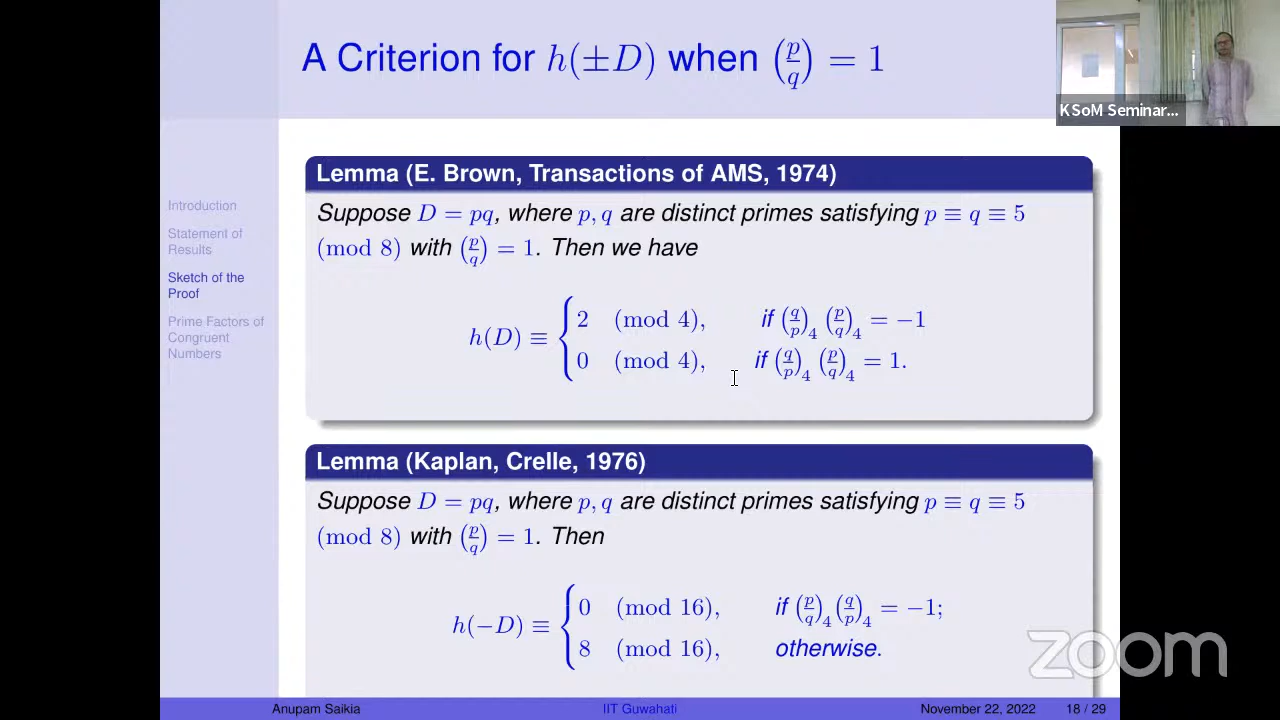 A Criterion for h(±D) when (p/q) = 1
KSoM Seminar...
Introduction
Statement of
Results
Sketch of the
Proof
Prime Factors of
Congruent
Numbers
Lemma (E. Brown, Transactions of AMS, 1974)
Suppose D = pq, where p, q are distinct primes satisfying p ≡ q ≡ 5
(mod 8) with (p/q) = 1. Then we have
h(D) ≡ { 2 (mod 4), if (q/p)₄ (p/q)₄ = −1
0 (mod 4), if (q/p)₄ (p/q)₄ = 1.
Lemma (Kaplan, Crelle, 1976)
Suppose D = pq, where p, q are distinct primes satisfying p ≡ q ≡ 5
(mod 8) with (p/q) = 1. Then
h(−D) ≡ { 0 (mod 16), if (p/q)₄ (q/p)₄ = −1;
8 (mod 16), otherwise.
zoom
Anupam Saikia IIT Guwahati November 22, 2022 18 / 29